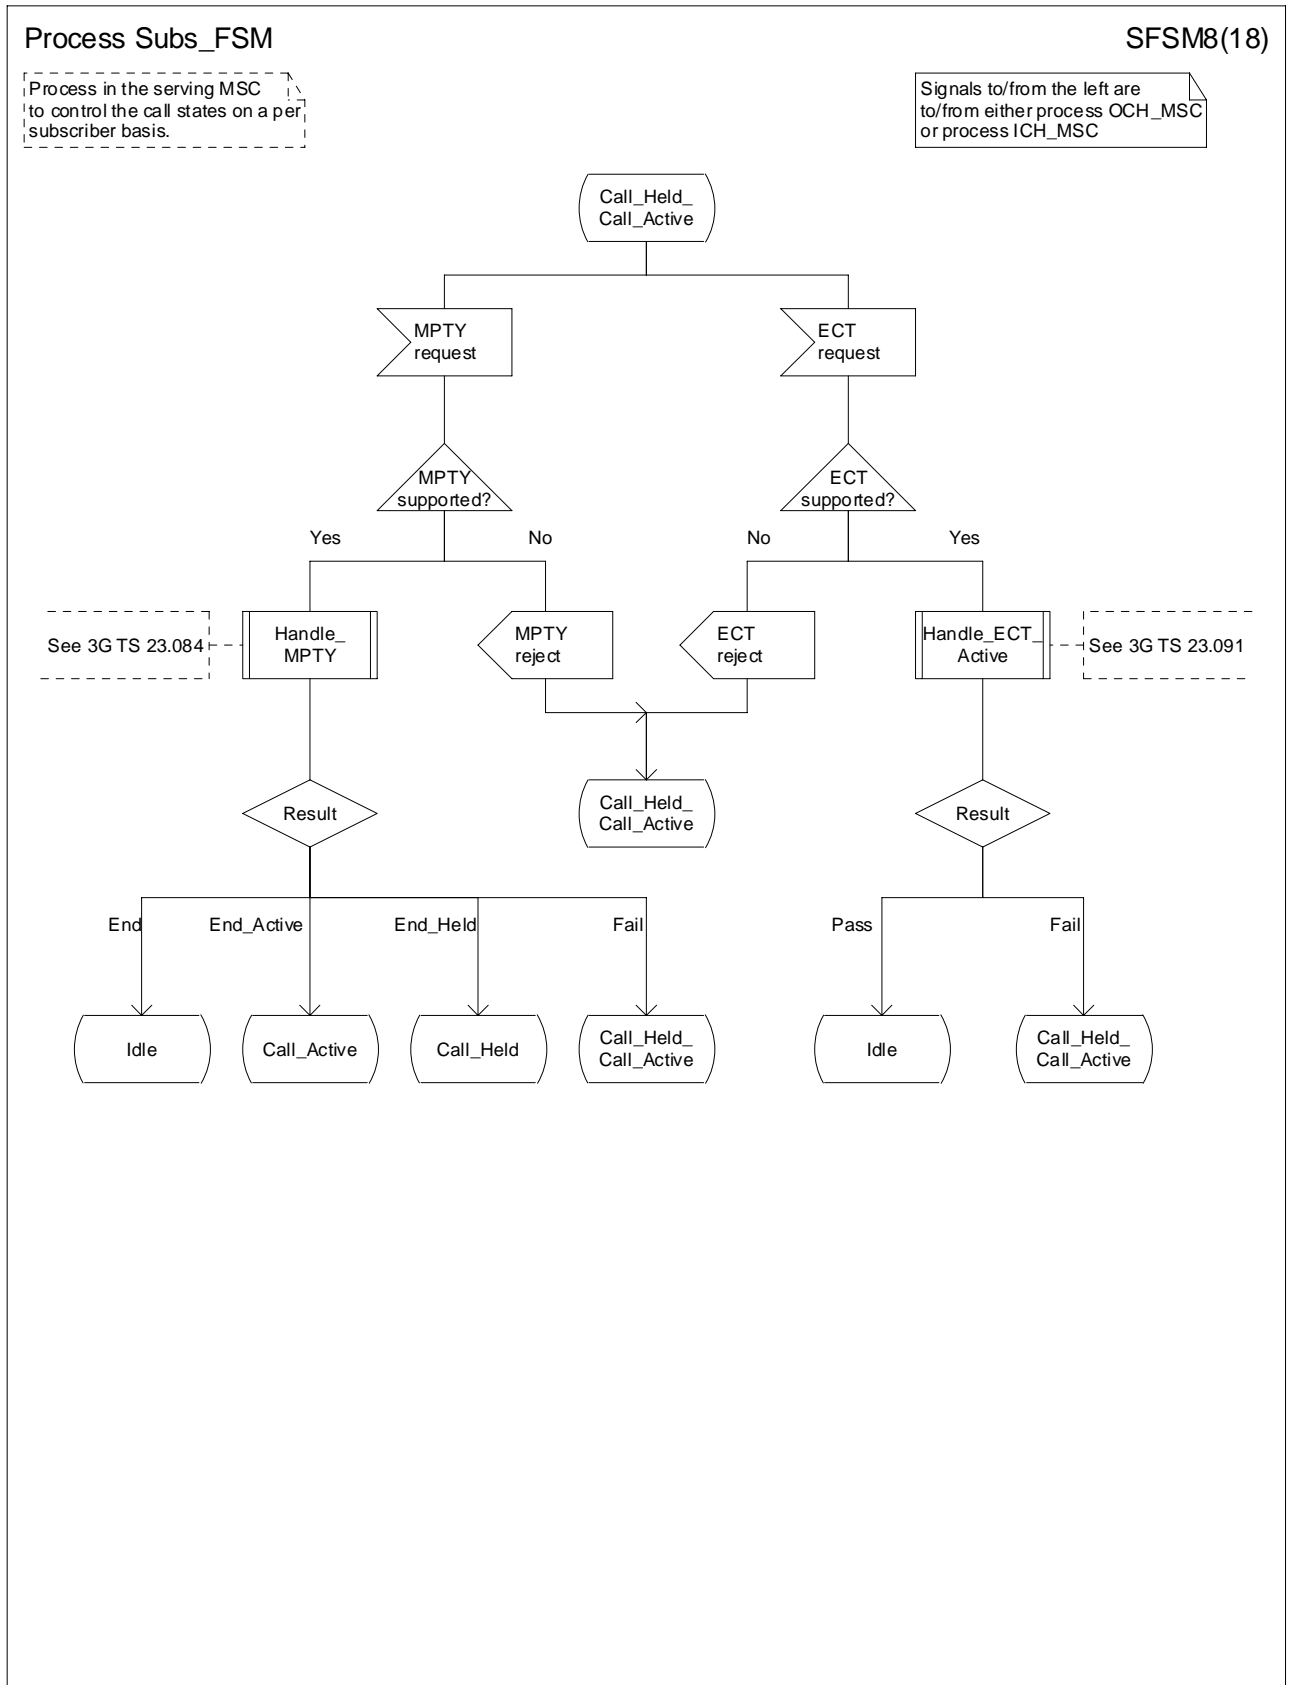 Process Subs_FSM
SFSM8(18)
Process in the serving MSC
to control the call states on a per
subscriber basis.
Signals to/from the left are
to/from either process OCH_MSC
or process ICH_MSC
Call_Held_
Call_Active
MPTY
request
ECT
request
MPTY
supported?
ECT
supported?
Yes
No
No
Yes
See 3G TS 23.084
Handle_
MPTY
MPTY
reject
ECT
reject
Handle_ECT_
Active
See 3G TS 23.091
Result
Call_Held_
Call_Active
Result
End
End_Active
End_Held
Fail
Pass
Fail
Idle
Call_Active
Call_Held
Call_Held_
Call_Active
Idle
Call_Held_
Call_Active